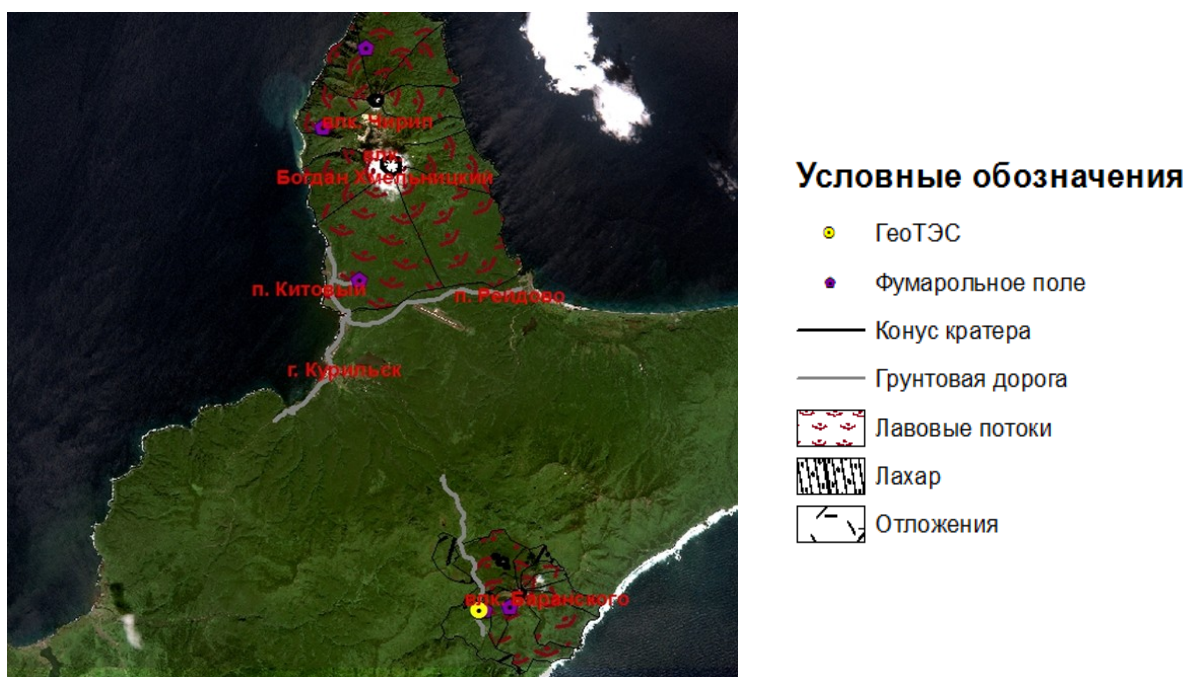 влк. Чирип
влк.
Богдан Хмельницкий
п. Китовый
п. Рейдово
г. Курильск
влк. Баранского
Условные обозначения
ГеоТЭС
Фумарольное поле
Конус кратера
Грунтовая дорога
Лавовые потоки
Лахар
Отложения